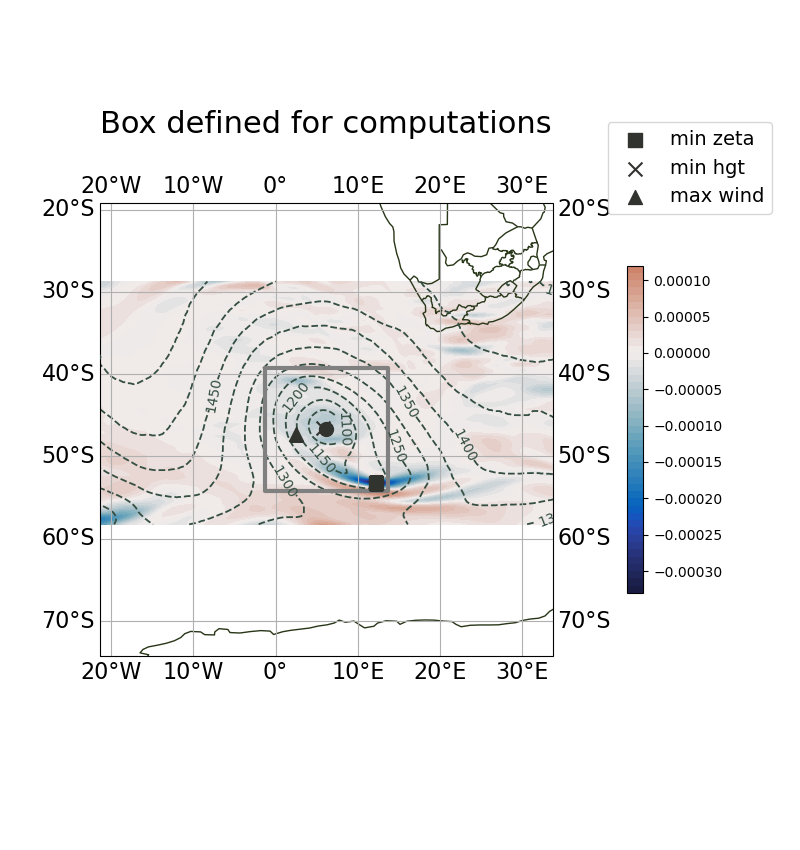 Box defined for computations
min zeta
min hgt
max wind
20°W 10°W 0° 10°E 20°E 30°E
20°S 20°S
30°S 30°S
40°S 40°S
50°S 50°S
60°S 60°S
70°S 70°S
20°W 10°W 0° 10°E 20°E 30°E
1450
1200
1100
1150
1300
1350
1250
1400
0.00010
0.00005
0.00000
−0.00005
−0.00010
−0.00015
−0.00020
−0.00025
−0.00030